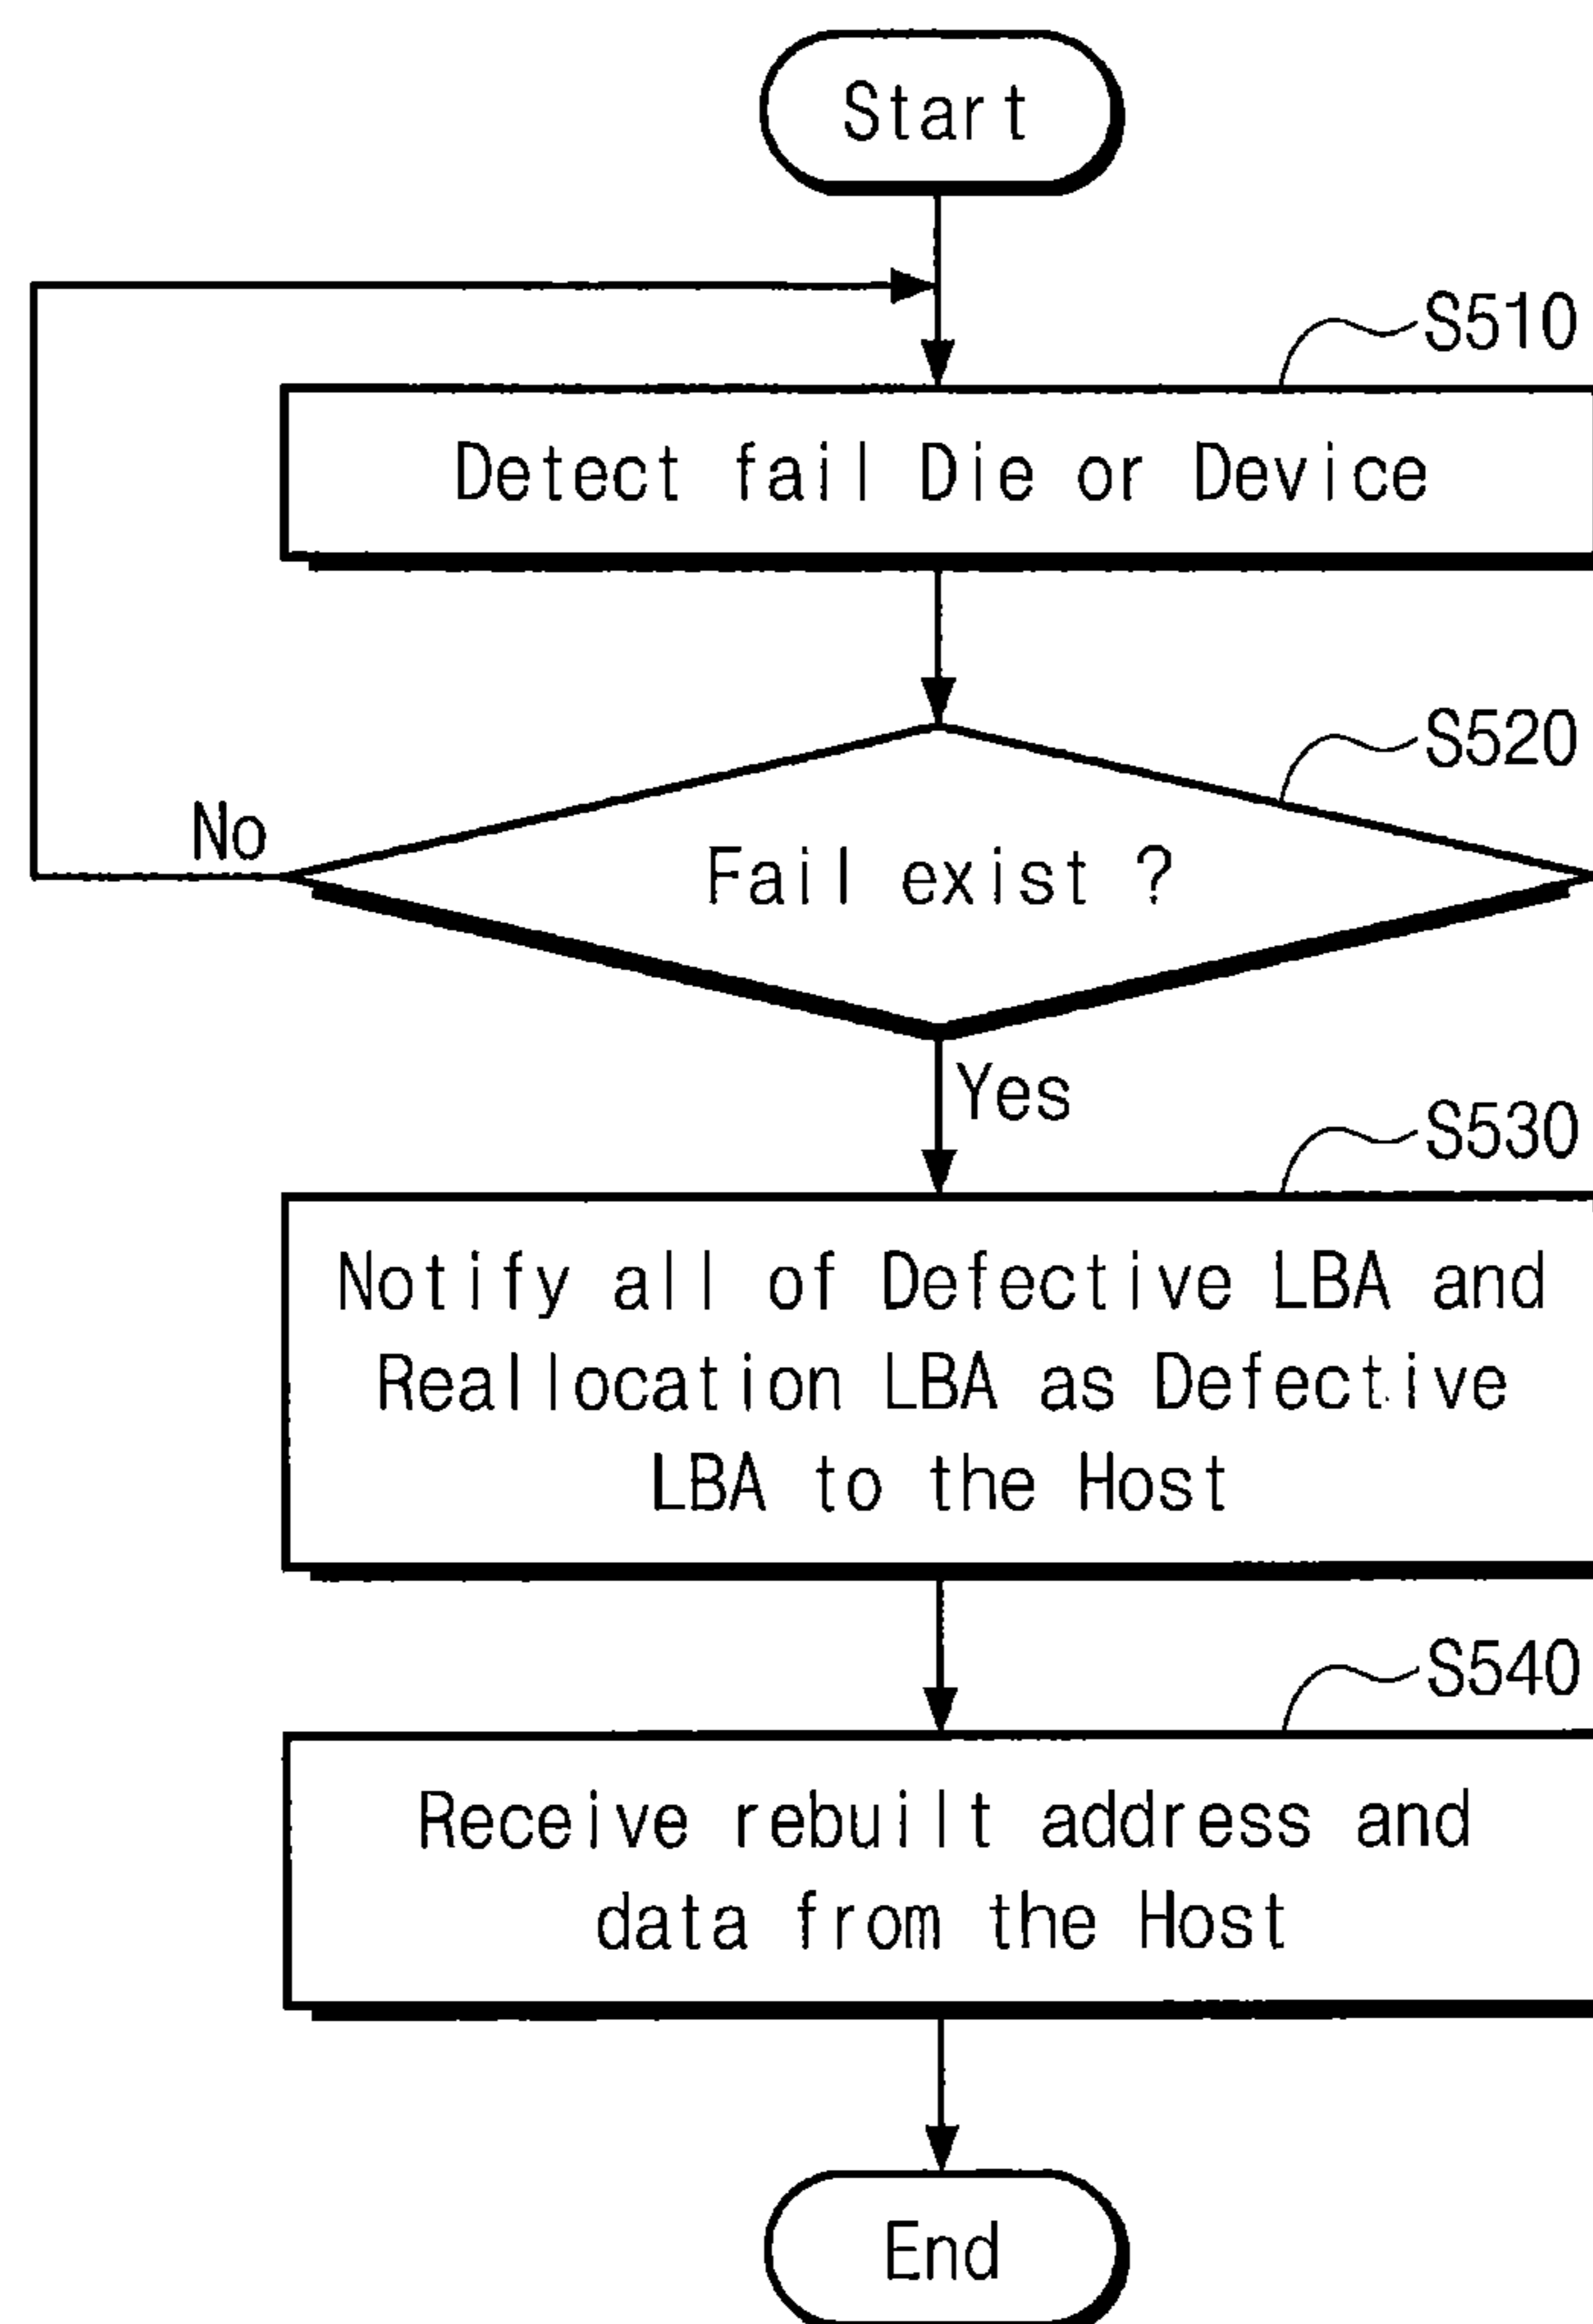 Start
S510
Detect fail Die or Device
S520
No
Fail exist ?
Yes
S530
Notify all of Defective LBA and
Reallocation LBA as Defective
LBA to the Host
S540
Receive rebuilt address and
data from the Host
End